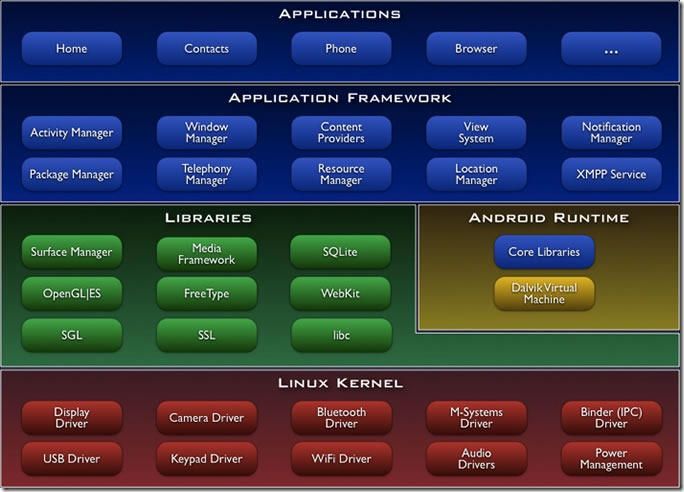 APPLICATIONS
Home
Contacts
Phone
Browser
...
APPLICATION FRAMEWORK
Activity Manager
Window
Manager
Content
Providers
View
System
Notification
Manager
Package Manager
Telephony
Manager
Resource
Manager
Location
Manager
XMPP Service
LIBRARIES
Surface Manager
Media
Framework
SQLite
OpenGL|ES
FreeType
WebKit
SGL
SSL
libc
ANDROID RUNTIME
Core Libraries
Dalvik Virtual
Machine
LINUX KERNEL
Display
Driver
Camera Driver
Bluetooth
Driver
M-Systems
Driver
Binder (IPC)
Driver
USB Driver
Keypad Driver
WiFi Driver
Audio
Drivers
Power
Management